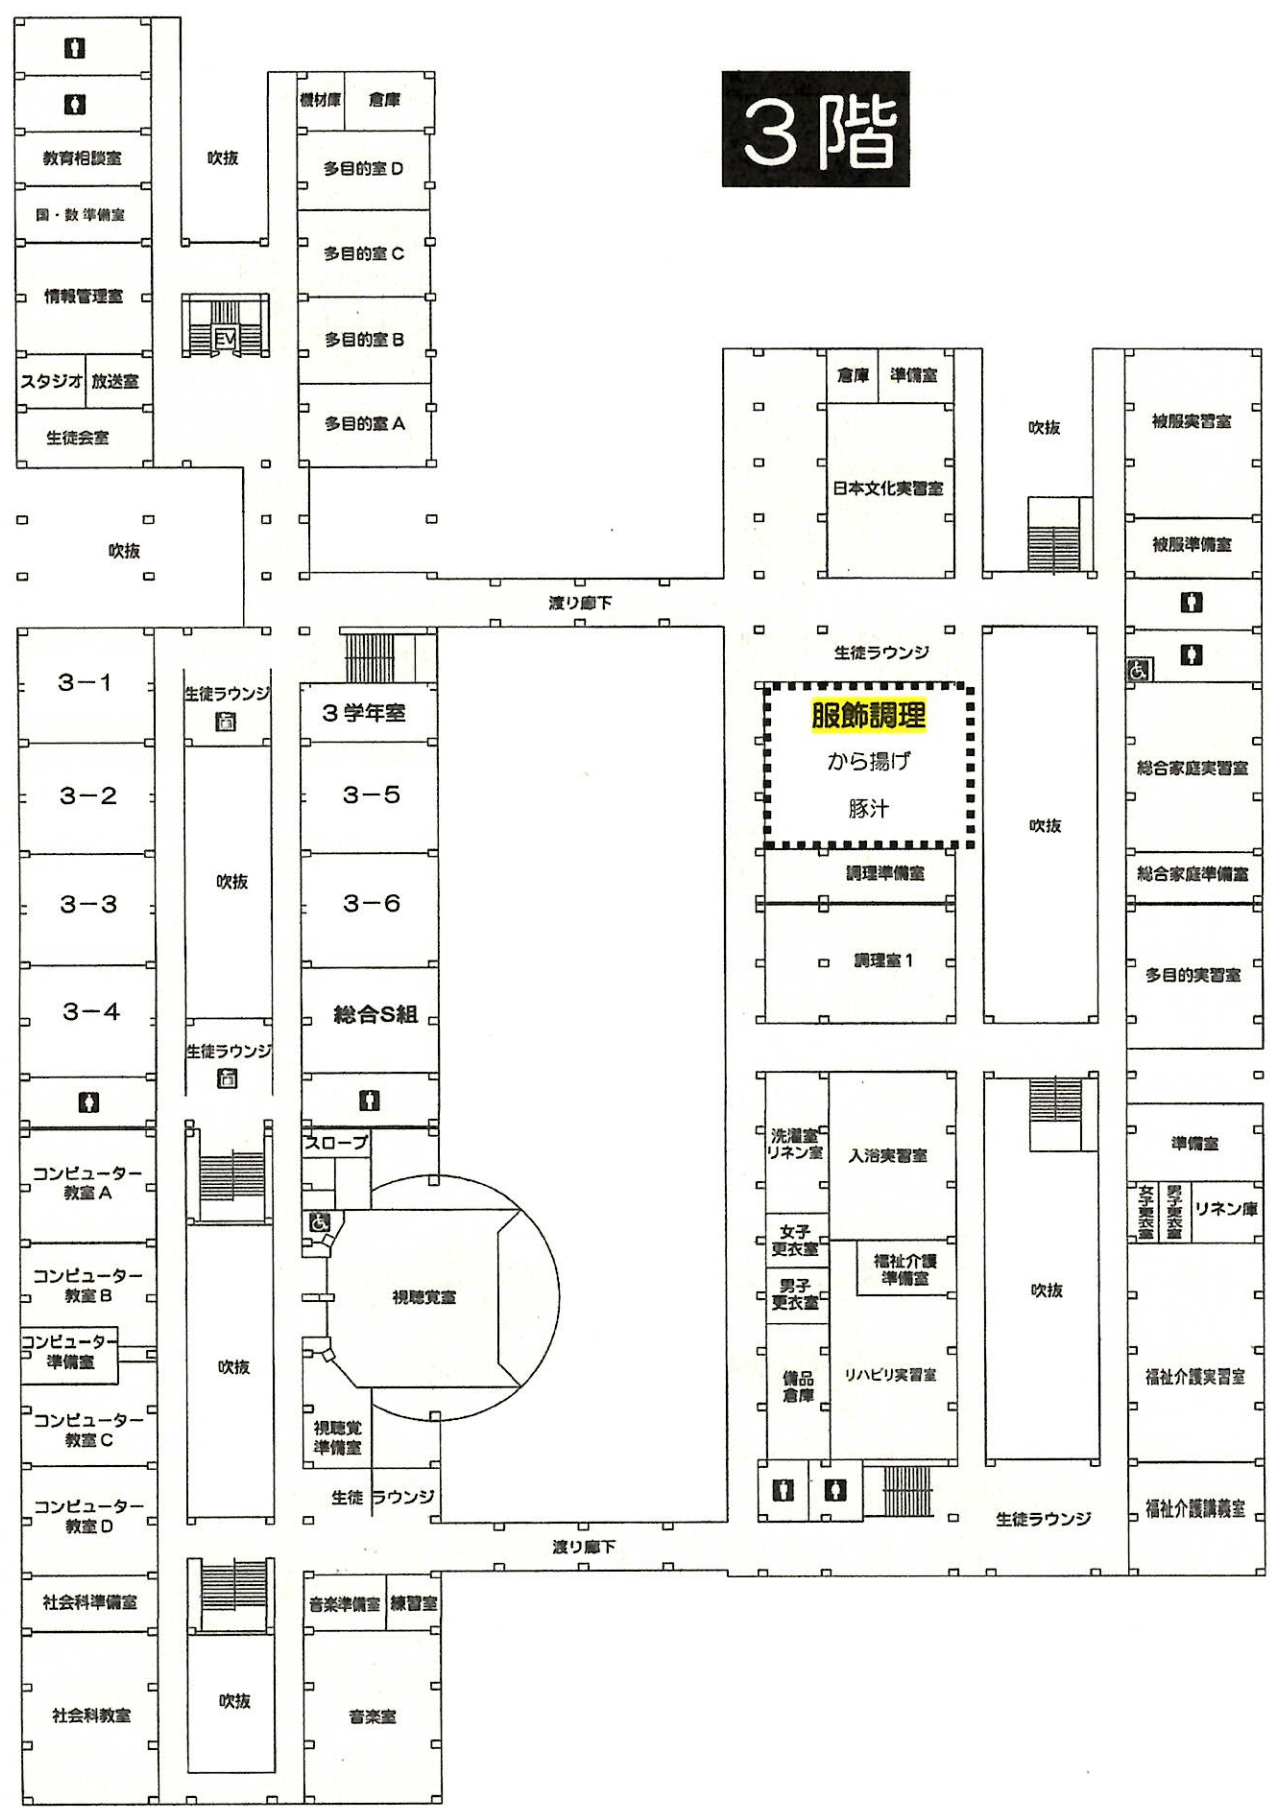 3階
機材庫
倉庫
教育相談室
吹抜
多目的室D
国・数 準備室
多目的室C
情報管理室
EV
多目的室B
スタジオ
放送室
多目的室A
生徒会室
倉庫
準備室
吹抜
被服実習室
日本文化実習室
被服準備室
吹抜
渡り廊下
生徒ラウンジ
3-1
生徒ラウンジ
3学年室
服飾調理
から揚げ
豚汁
3-2
3-5
総合家庭実習室
吹抜
吹抜
3-3
3-6
調理準備室
総合家庭準備室
調理室1
多目的実習室
3-4
総合S組
生徒ラウンジ
スロープ
コンピューター
教室A
洗濯室
リネン室
入浴実習室
準備室
女子更衣室
男子更衣室
リネン庫
女子
更衣室
福祉介護
準備室
コンピューター
教室B
視聴覚室
男子
更衣室
吹抜
コンピューター
準備室
吹抜
備品
倉庫
リハビリ実習室
福祉介護実習室
コンピューター
教室C
視聴覚
準備室
生徒 ラウンジ
コンピューター
教室D
渡り廊下
生徒ラウンジ
福祉介護講義室
社会科準備室
音楽準備室
練習室
社会科教室
吹抜
音楽室